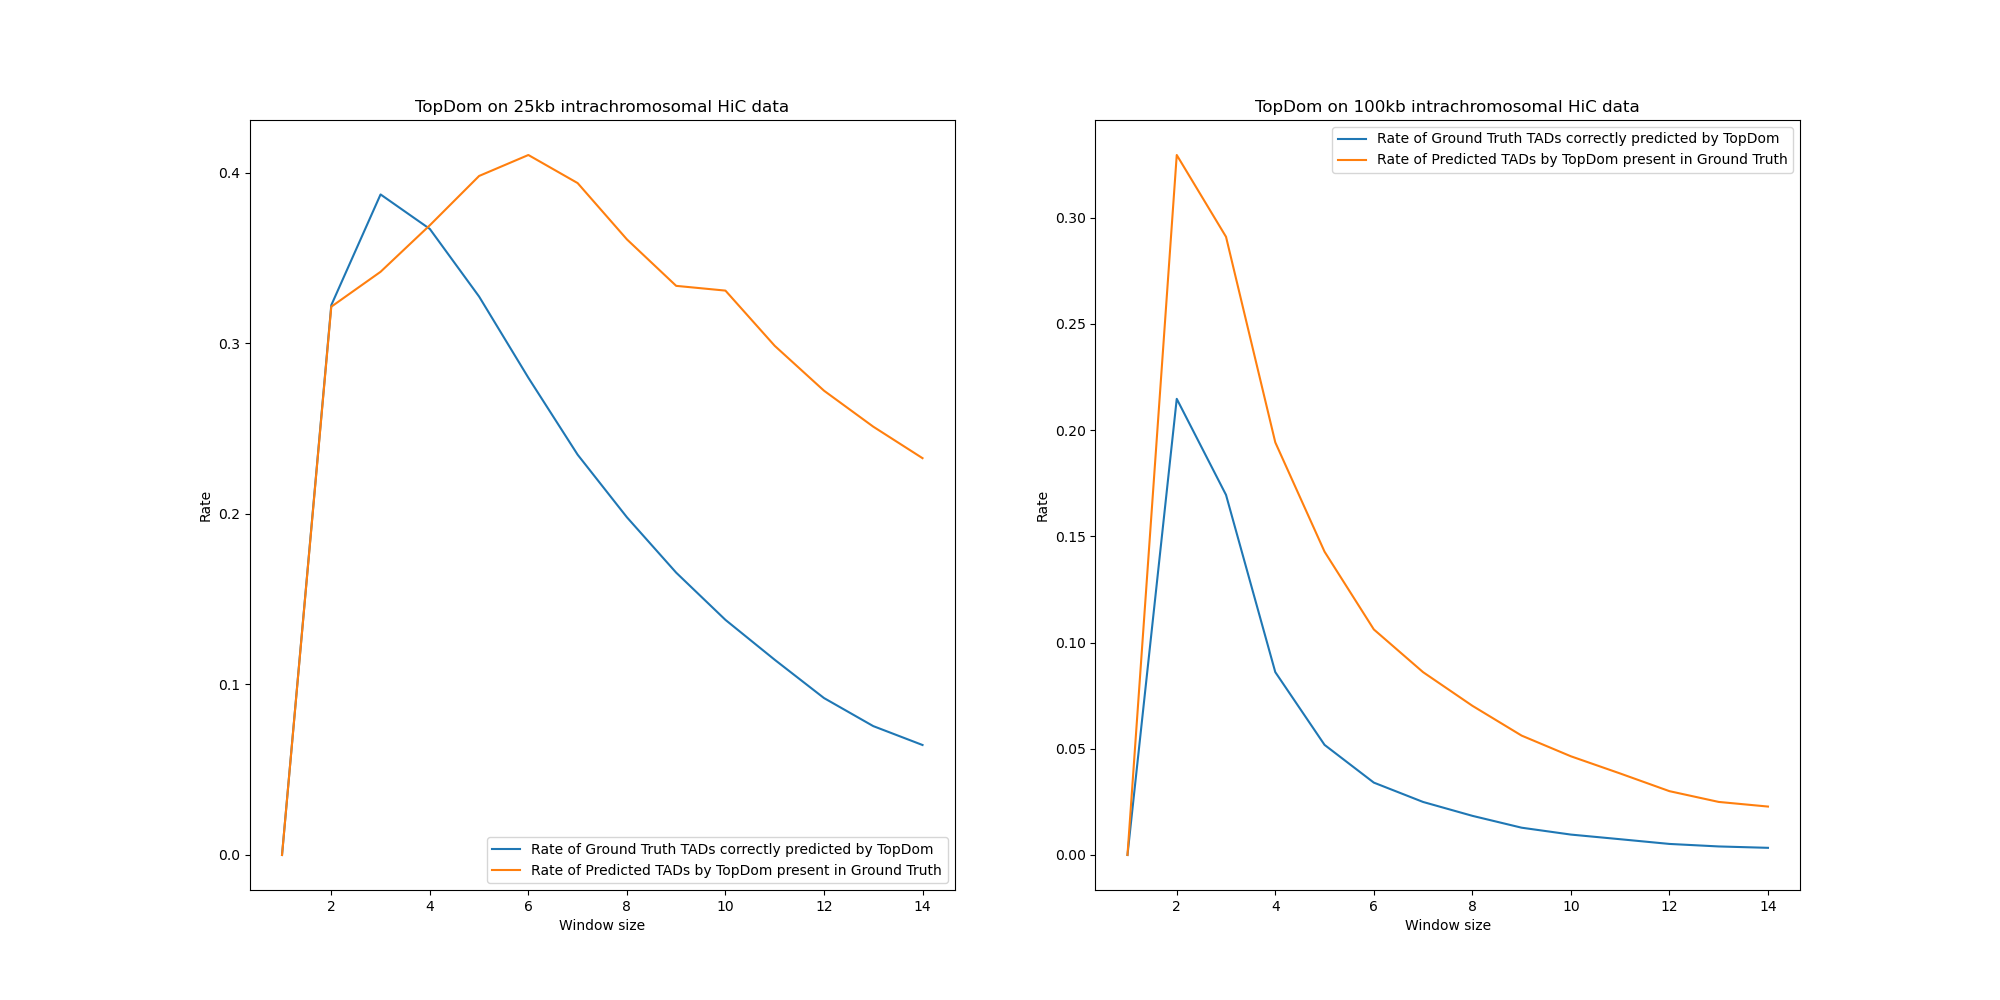 TopDom on 25kb intrachromosomal HiC data
0.4
0.3
0.2
0.1
0.0
Rate
Rate of Ground Truth TADs correctly predicted by TopDom
Rate of Predicted TADs by TopDom present in Ground Truth
2 4 6 8 10 12 14
Window size
TopDom on 100kb intrachromosomal HiC data
Rate of Ground Truth TADs correctly predicted by TopDom
Rate of Predicted TADs by TopDom present in Ground Truth
0.30
0.25
0.20
0.15
0.10
0.05
0.00
Rate
2 4 6 8 10 12 14
Window size